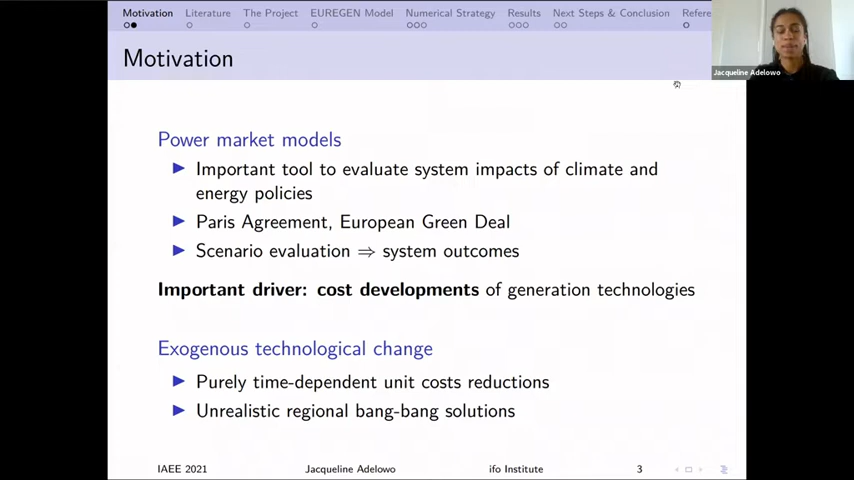 Motivation Literature The Project EUREGEN Model Numerical Strategy Results Next Steps & Conclusion Refere
Motivation
Jacqueline Adelowo
Power market models
Important tool to evaluate system impacts of climate and
energy policies
Paris Agreement, European Green Deal
Scenario evaluation ⇒ system outcomes
Important driver: cost developments of generation technologies
Exogenous technological change
Purely time-dependent unit costs reductions
Unrealistic regional bang-bang solutions
IAEE 2021 Jacqueline Adelowo ifo Institute 3